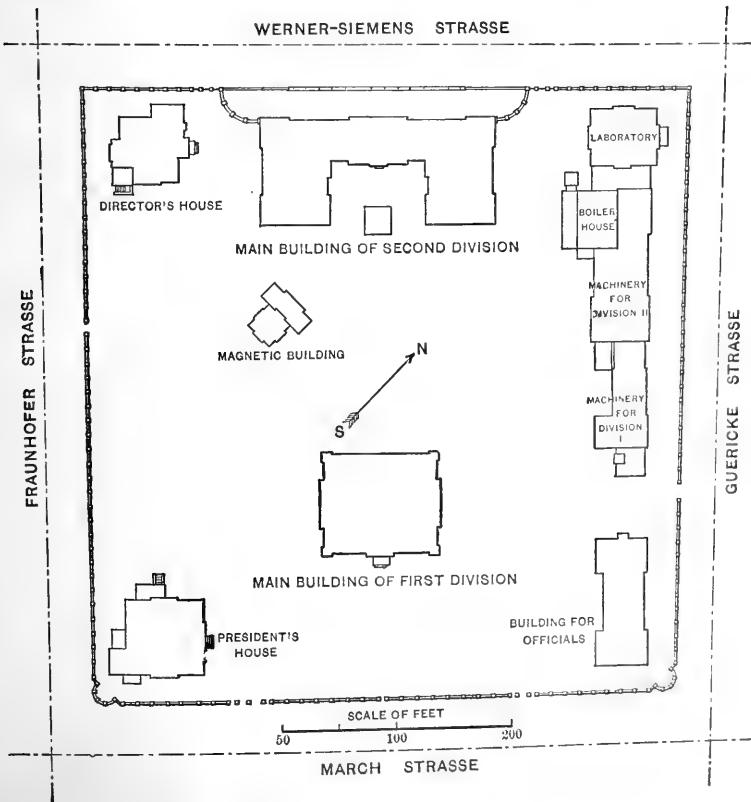 WERNER-SIEMENS STRASSE
LABORATORY
DIRECTOR'S HOUSE
BOILER
HOUSE
MAIN BUILDING OF SECOND DIVISION
MACHINERY
FOR
DIVISION II
MAGNETIC BUILDING
N
S
FRAUNHOFER STRASSE
GUERICKE STRASSE
MACHINERY
FOR
DIVISION
I
MAIN BUILDING OF FIRST DIVISION
PRESIDENT'S
HOUSE
BUILDING FOR
OFFICIALS
SCALE OF FEET
50 100 200
MARCH STRASSE